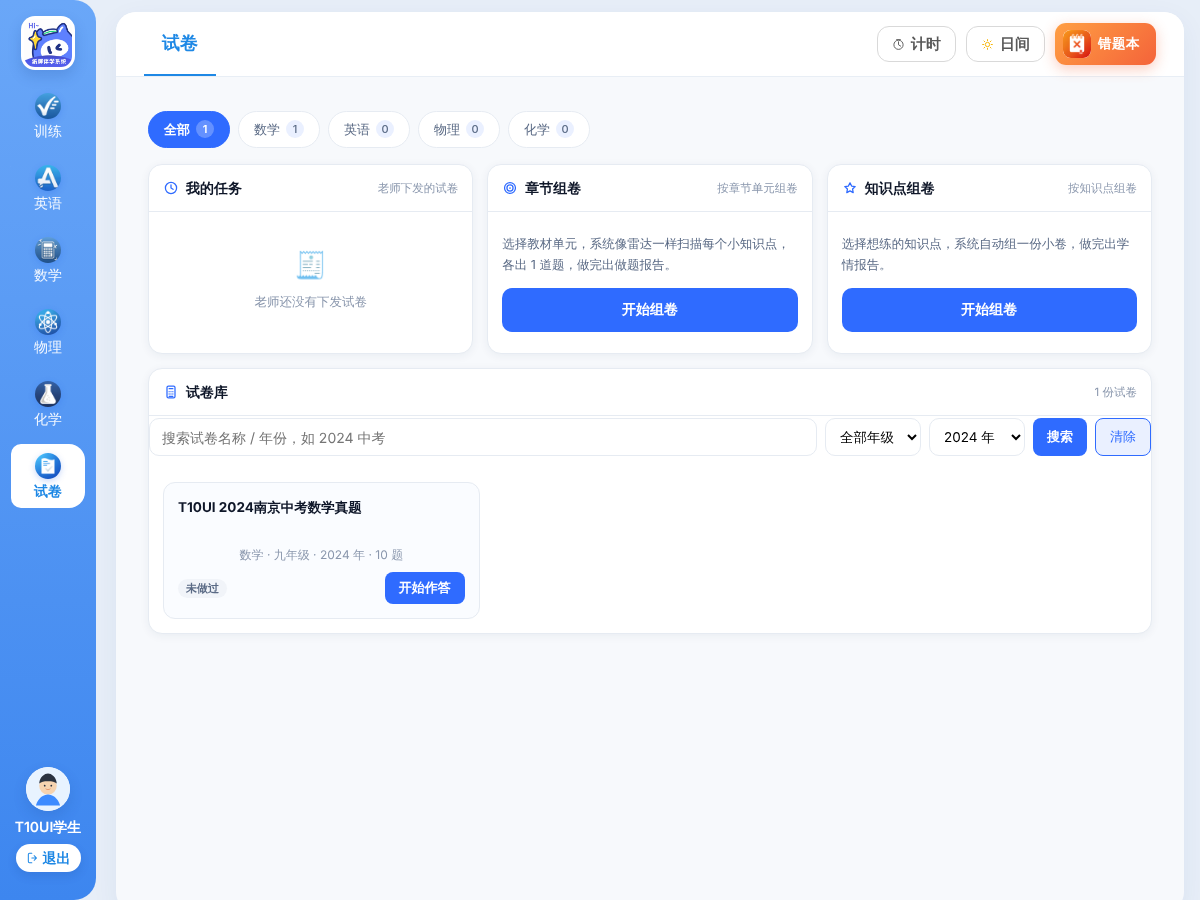 Hi~
新舞伴学系统
训练
英语
数学
物理
化学
试卷
T10UI学生
退出
试卷
计时
日间
错题本
全部 1
数学 1
英语 0
物理 0
化学 0
我的任务
老师下发的试卷
老师还没有下发试卷
章节组卷
按章节单元组卷
选择教材单元，系统像雷达一样扫描每个小知识点，
各出 1 道题，做完出做题报告。
开始组卷
知识点组卷
按知识点组卷
选择想练的知识点，系统自动组一份小卷，做完出学
情报告。
开始组卷
试卷库
1 份试卷
搜索试卷名称 / 年份，如 2024 中考
全部年级
2024 年
搜索
清除
T10UI 2024南京中考数学真题
数学 · 九年级 · 2024 年 · 10 题
未做过
开始作答